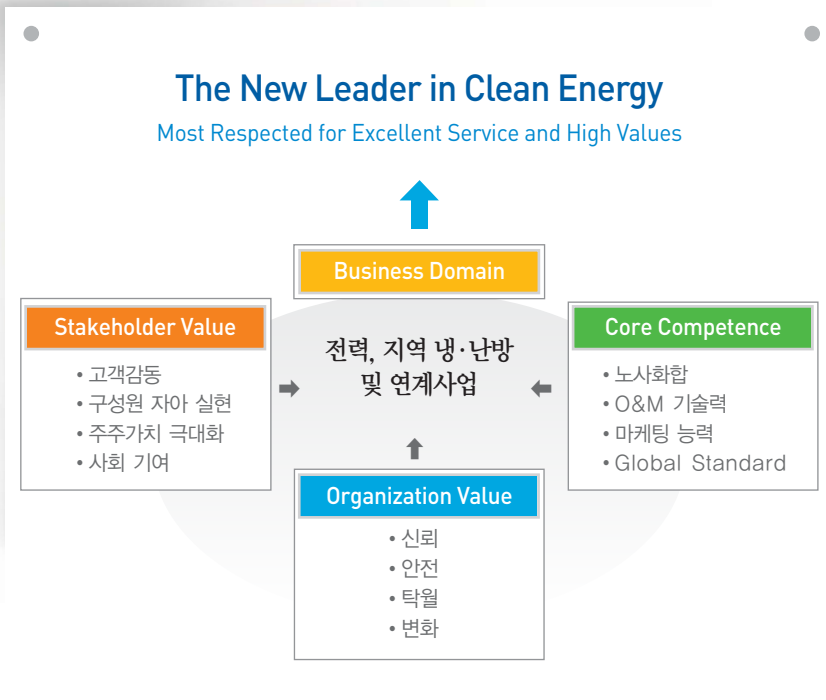 The New Leader in Clean Energy
Most Respected for Excellent Service and High Values
Business Domain
전력, 지역 냉·난방
및 연계사업
Stakeholder Value
• 고객감동
• 구성원 자아 실현
• 주주가치 극대화
• 사회 기여
Core Competence
• 노사화합
• O&M 기술력
• 마케팅 능력
• Global Standard
Organization Value
• 신뢰
• 안전
• 탁월
• 변화